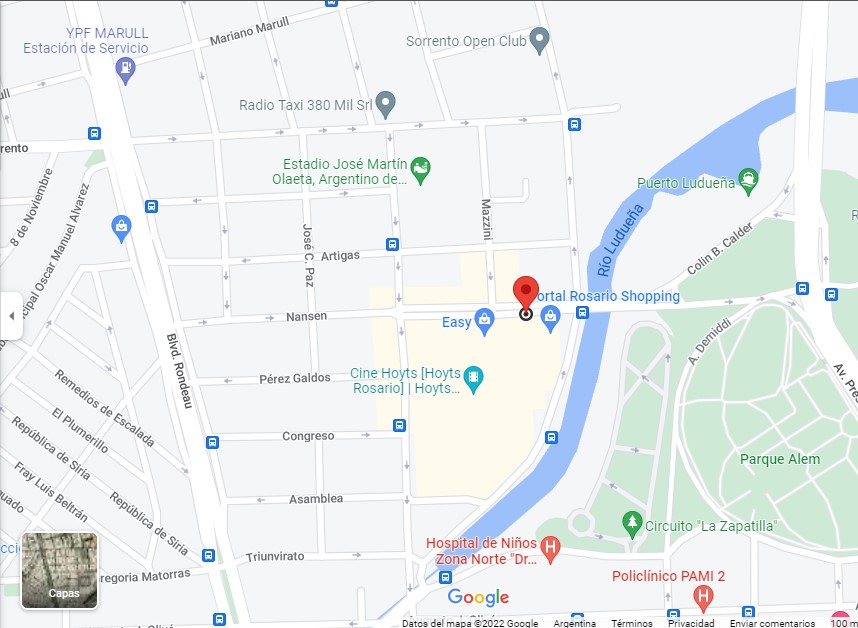 YPF MARULL
Estación de Servicio
Mariano Marull
Sorrento Open Club
Radio Taxi 380 Mil Srl
rento
Estadio José Martín
Olaeta, Argentino de...
Puerto Ludueña
8 de Noviembre
Oscar Manuel Alvarez
José C. Paz
Mazzini
Río Ludueña
Colin B. Calder
Artigas
Portal Rosario Shopping
Nansen
Easy
Blvd. Rondeau
A. Demiddi
Av. Pres
Pérez Galdos
Cine Hoyts [Hoyts
Rosario] | Hoyts...
Remedios de Escalada
El Plumerillo
República de Siria
Congreso
Parque Alem
Fray Luis Beltrán
República de Siria
Asamblea
Circuito "La Zapatilla"
Hospital de Niños
Zona Norte "Dr...
Triunvirato
Policlínico PAMI 2
regoria Matorras
Capas
Google
Datos del mapa ©2022 Google Argentina Términos Privacidad Enviar comentarios 100 m